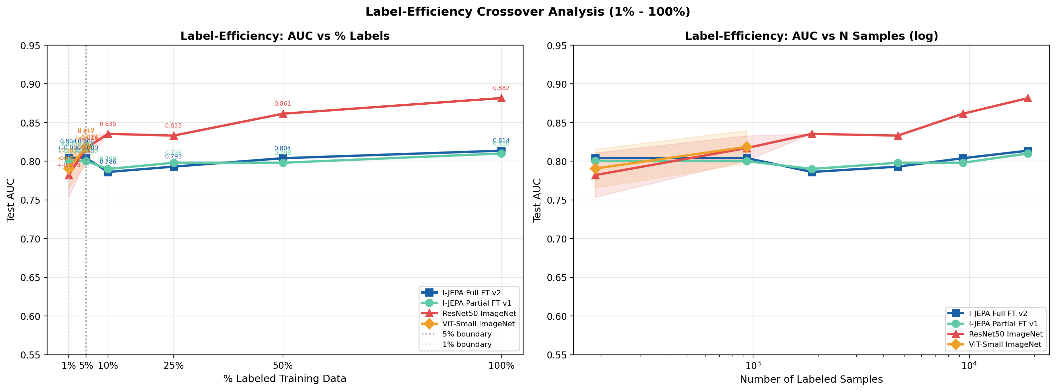 Label-Efficiency Crossover Analysis (1% - 100%)
Label-Efficiency: AUC vs % Labels
Test AUC
0.95
0.90
0.85
0.80
0.75
0.70
0.65
0.60
0.55
0.835
0.833
0.861
0.882
0.786
0.793
0.804
0.814
1% 5% 10% 25% 50% 100%
% Labeled Training Data
I-JEPA Full FT v2
I-JEPA Partial FT v1
ResNet50 ImageNet
ViT-Small ImageNet
5% boundary
1% boundary
Label-Efficiency: AUC vs N Samples (log)
Test AUC
0.95
0.90
0.85
0.80
0.75
0.70
0.65
0.60
0.55
10³ 10⁴
Number of Labeled Samples
I-JEPA Full FT v2
I-JEPA Partial FT v1
ResNet50 ImageNet
ViT-Small ImageNet